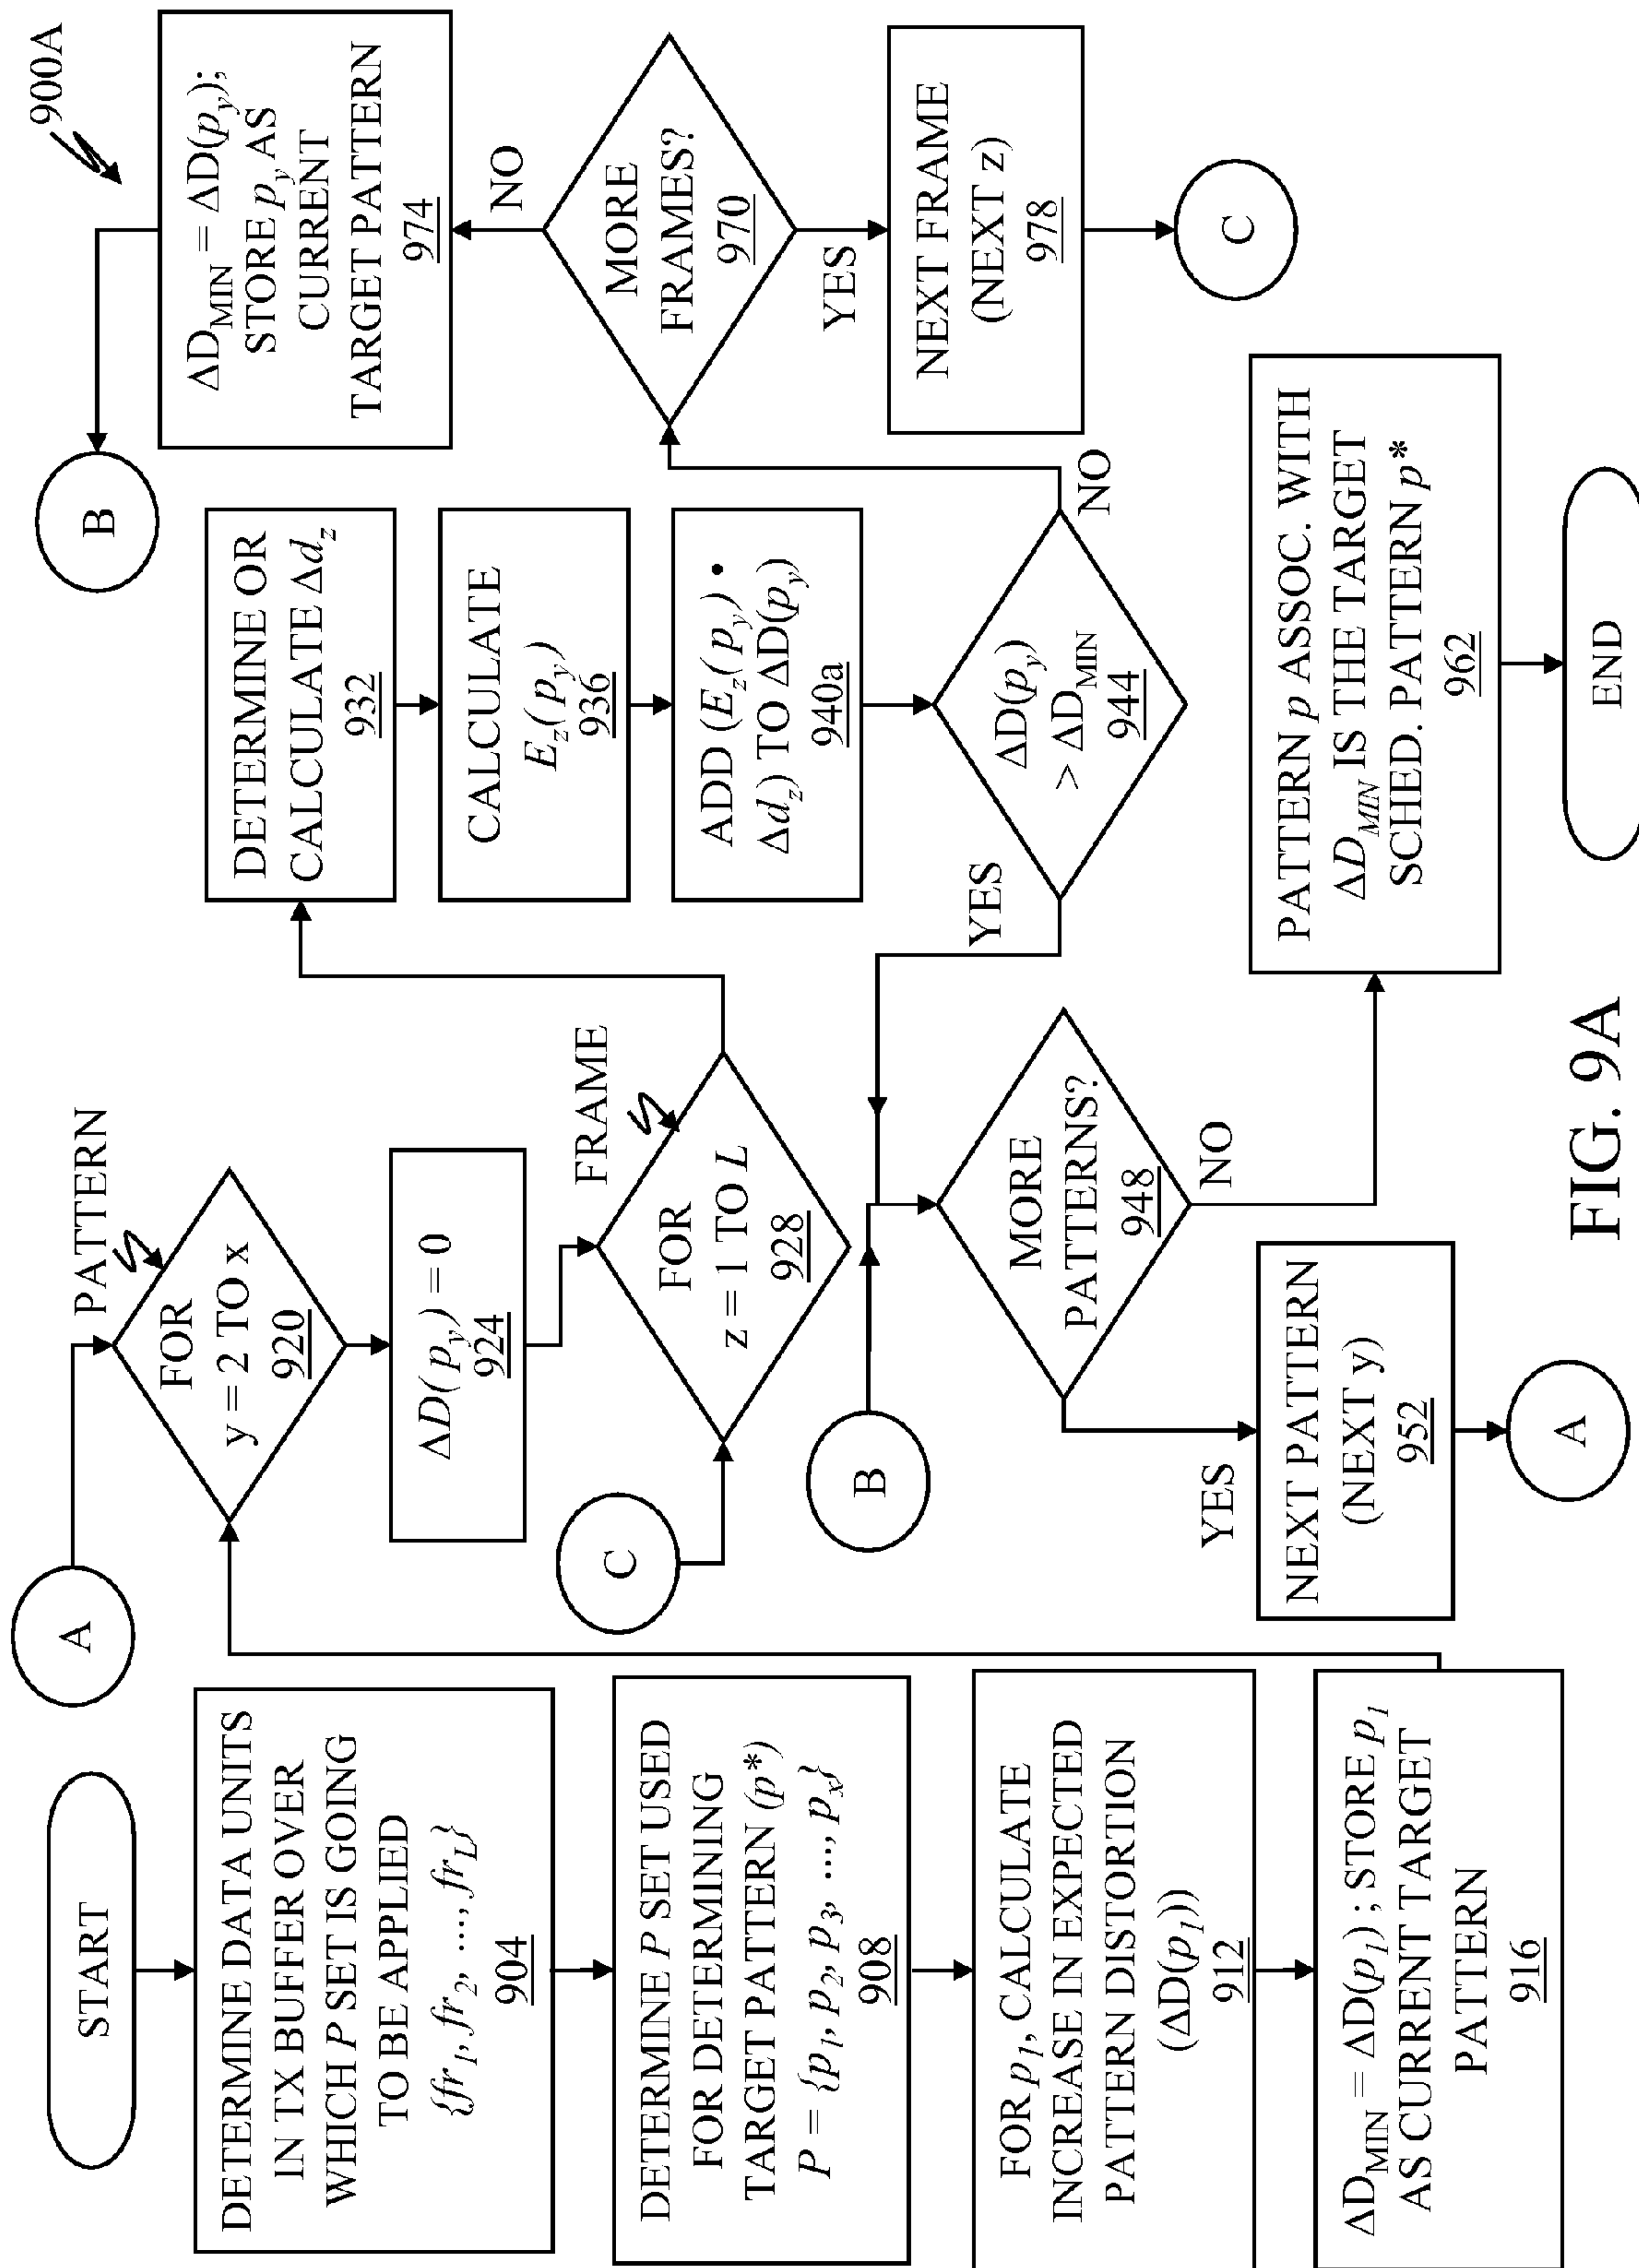 900A
START
DETERMINE DATA UNITS
IN TX BUFFER OVER
WHICH P SET IS GOING
TO BE APPLIED
{fr1, fr2, ..., frL}
904
DETERMINE P SET USED
FOR DETERMINING
TARGET PATTERN (p*)
P = {p1, p2, p3, ..., px}
908
FOR p1, CALCULATE
INCREASE IN EXPECTED
PATTERN DISTORTION
(ΔD(p1))
912
ΔDMIN = ΔD(p1) ; STORE p1
AS CURRENT TARGET
PATTERN
916
A
PATTERN
FOR
y = 2 TO x
920
ΔD(py) = 0
924
FRAME
FOR
z = 1 TO L
928
C
B
MORE
PATTERNS?
948
YES
NO
NEXT PATTERN
(NEXT y)
952
A
DETERMINE OR
CALCULATE Δdz
932
CALCULATE
Ez(py)
936
ADD (Ez(py) •
Δdz) TO ΔD(py)
940a
ΔD(py)
> ΔDMIN
944
YES
NO
PATTERN p ASSOC. WITH
ΔDMIN IS THE TARGET
SCHED. PATTERN p*
962
END
B
ΔDMIN = ΔD(py);
STORE py AS
CURRENT
TARGET PATTERN
974
NO
MORE
FRAMES?
970
YES
NEXT FRAME
(NEXT z)
978
C
FIG. 9A